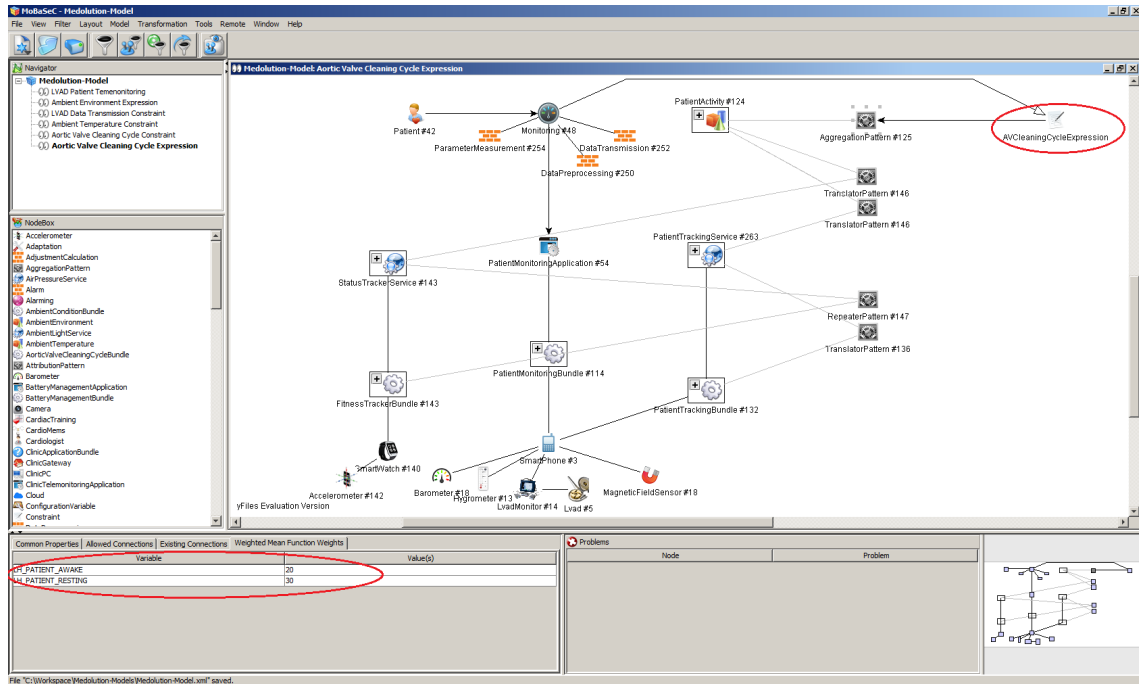 MoBaSeC - Medolution-Model
File View Filter Layout Model Transformation Tools Remote Window Help
Navigator
Medolution-Model
LVAD Patient Temenonitoring
Ambient Environment Expression
LVAD Data Transmission Constraint
Ambient Temperature Constraint
Aortic Valve Cleaning Cycle Constraint
Aortic Valve Cleaning Cycle Expression
NodeBox
Accelerometer
Adaptation
AdjustmentCalculation
AggregationPattern
AirPressureService
Alarm
Alarming
AmbientConditionBundle
AmbientEnvironment
AmbientLightService
AmbientTemperature
AorticValveCleaningCycleBundle
AttributionPattern
Barometer
BatteryManagementApplication
BatteryManagementBundle
Camera
CardiacTraining
CardioMems
Cardiologist
ClinicApplicationBundle
ClinicGateway
ClinicPC
ClinicTelemonitoringApplication
Cloud
ConfigurationVariable
Constraint
Medolution-Model: Aortic Valve Cleaning Cycle Expression
Patient #42
Monitoring #48
PatientActivity #124
AggregationPattern #125
AVCleaningCycleExpression
ParameterMeasurement #254
DataTransmission #252
DataPreprocessing #250
TranslatorPattern #146
TranslatorPattern #146
PatientTrackingService #263
PatientMonitoringApplication #54
StatusTrackerService #143
RepeaterPattern #147
TranslatorPattern #136
PatientMonitoringBundle #114
FitnessTrackerBundle #143
PatientTrackingBundle #132
SmartWatch #140
SmartPhone #3
Accelerometer #142
Barometer #18
Hygrometer #13
LvadMonitor #14
Lvad #5
MagneticFieldSensor #18
yFiles Evaluation Version
Common Properties Allowed Connections Existing Connections Weighted Mean Function Weights
Variable Value(s)
LH_PATIENT_AWAKE 20
LH_PATIENT_RESTING 30
Problems
Node Problem
File "C:\Workspace\Medolution-Models\Medolution-Model.xml" saved.